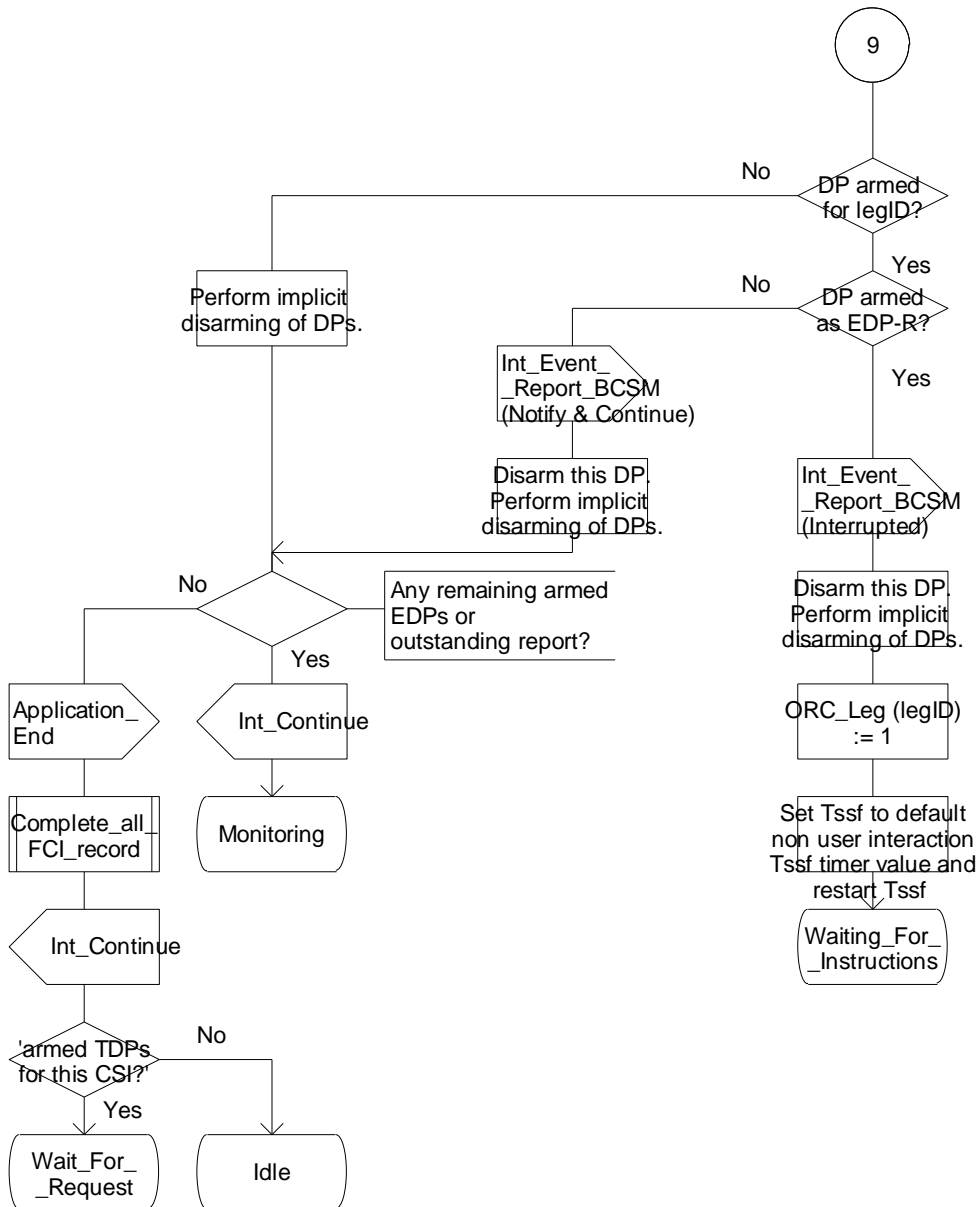 9
No
DP armed
for legID?
Yes
Perform implicit
disarming of DPs.
No
DP armed
as EDP-R?
Yes
Int_Event_
_Report_BCSM
(Notify & Continue)
Disarm this DP.
Perform implicit
disarming of DPs.
Int_Event_
_Report_BCSM
(Interrupted)
No
Any remaining armed
EDPs or
outstanding report?
Yes
Disarm this DP.
Perform implicit
disarming of DPs.
Application_
End
Int_Continue
ORC_Leg (legID)
:= 1
Complete_all_
FCI_record
Monitoring
Set Tssf to default
non user interaction
Tssf timer value and
restart Tssf
Int_Continue
Waiting_For_
_Instructions
'armed TDPs
for this CSI?'
No
Yes
Wait_For_
_Request
Idle